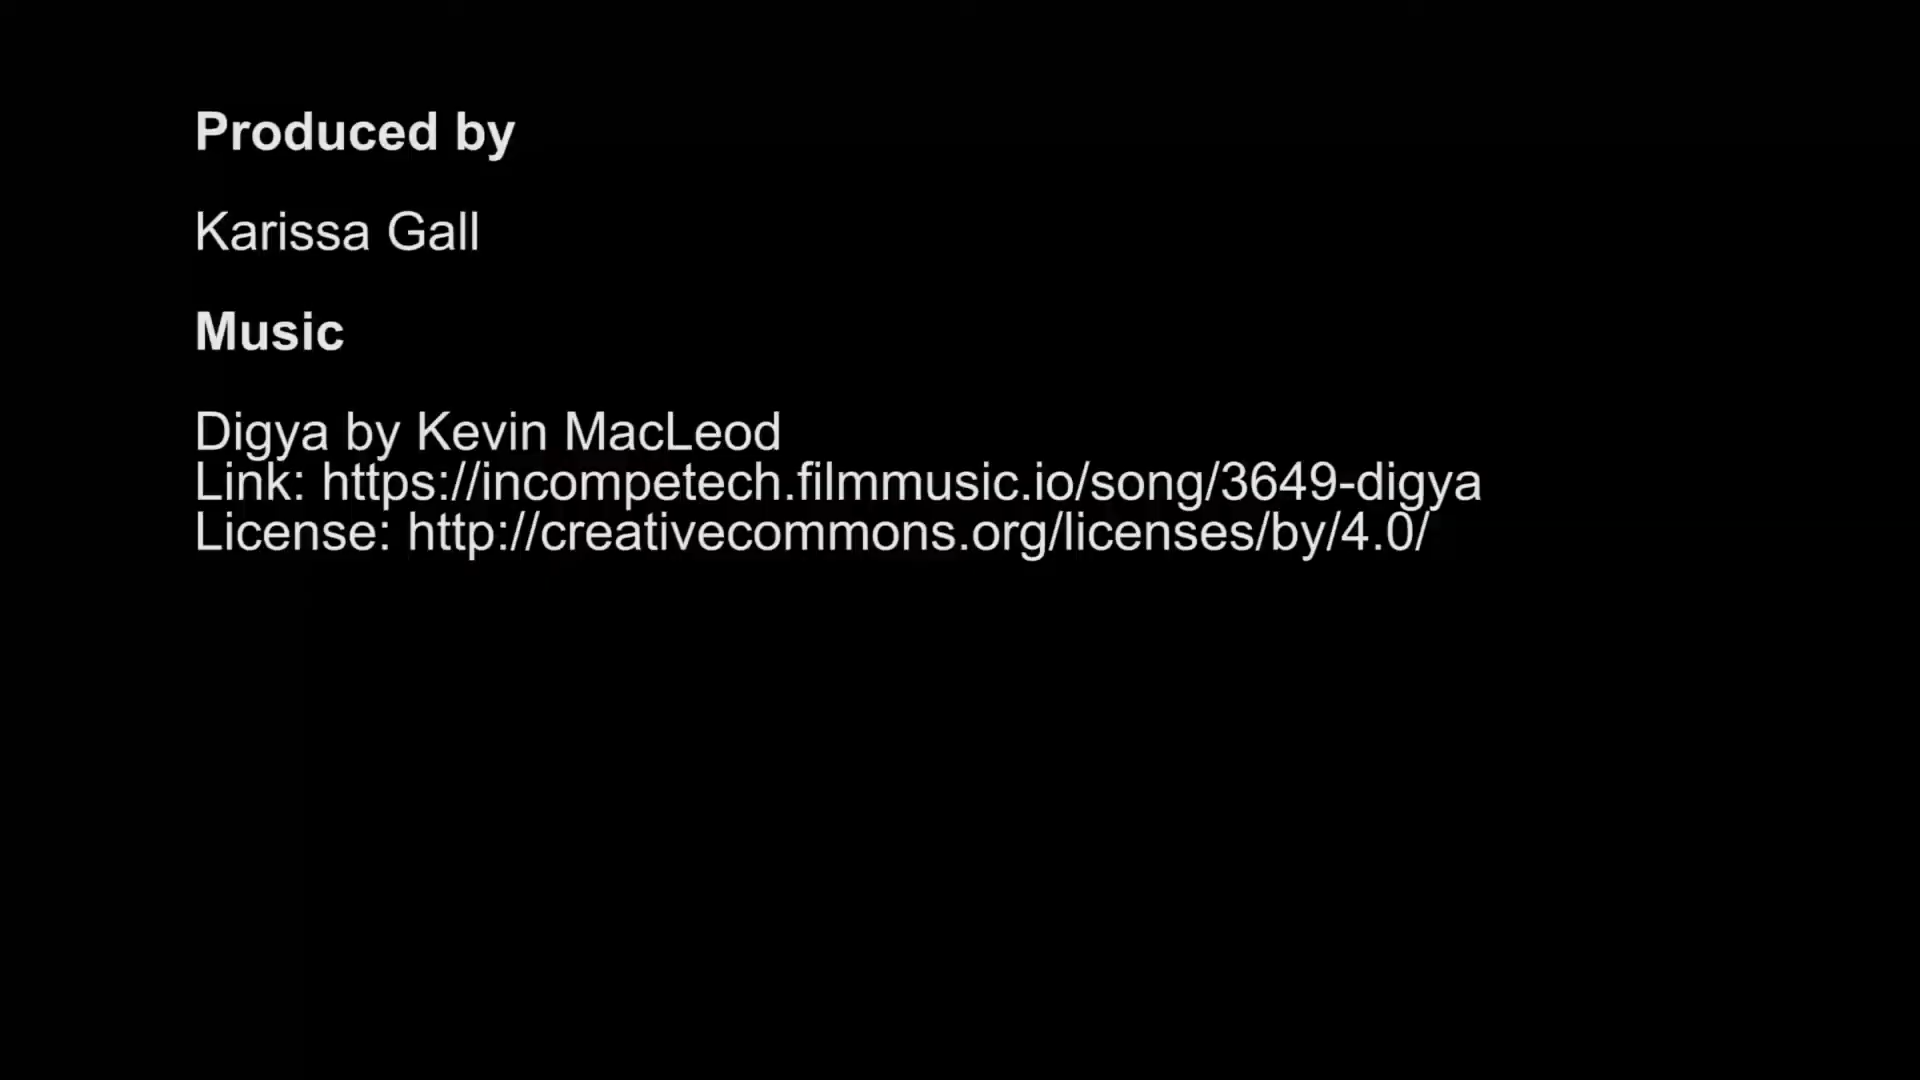 Produced by
Karissa Gall
Music
Digya by Kevin MacLeod
Link: https://incompetech.filmmusic.io/song/3649-digya
License: http://creativecommons.org/licenses/by/4.0/